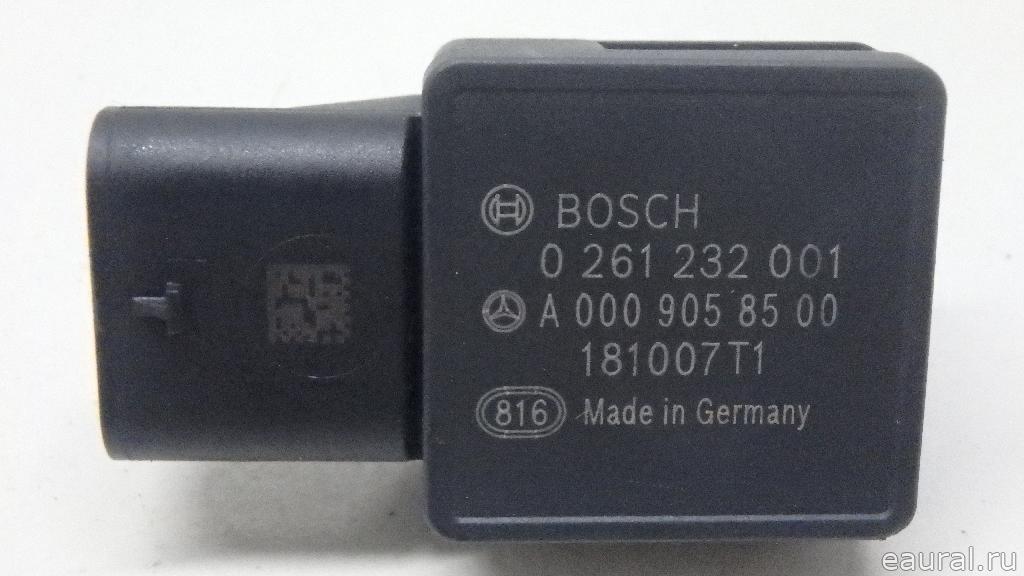 BOSCH
0 261 232 001
A 000 905 85 00
181007T1
816 Made in Germany
eaural.ru